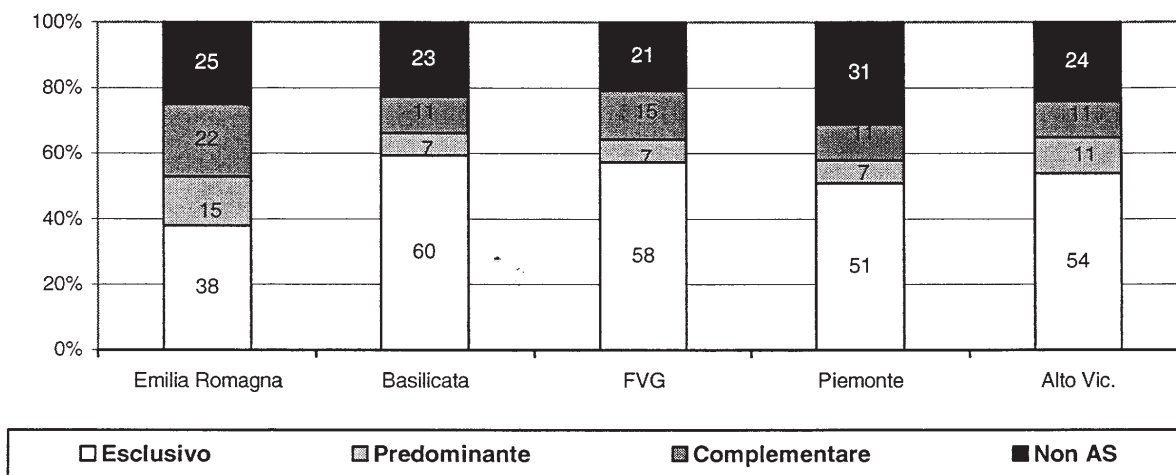 100%
25 23 21 31 24
80%
22 11 15 11 11
60%
15 7 7 7 11
40%
38 60 58 51 54
20%
0%
Emilia Romagna Basilicata FVG Piemonte Alto Vic.
Esclusivo Predominante Complementare Non AS